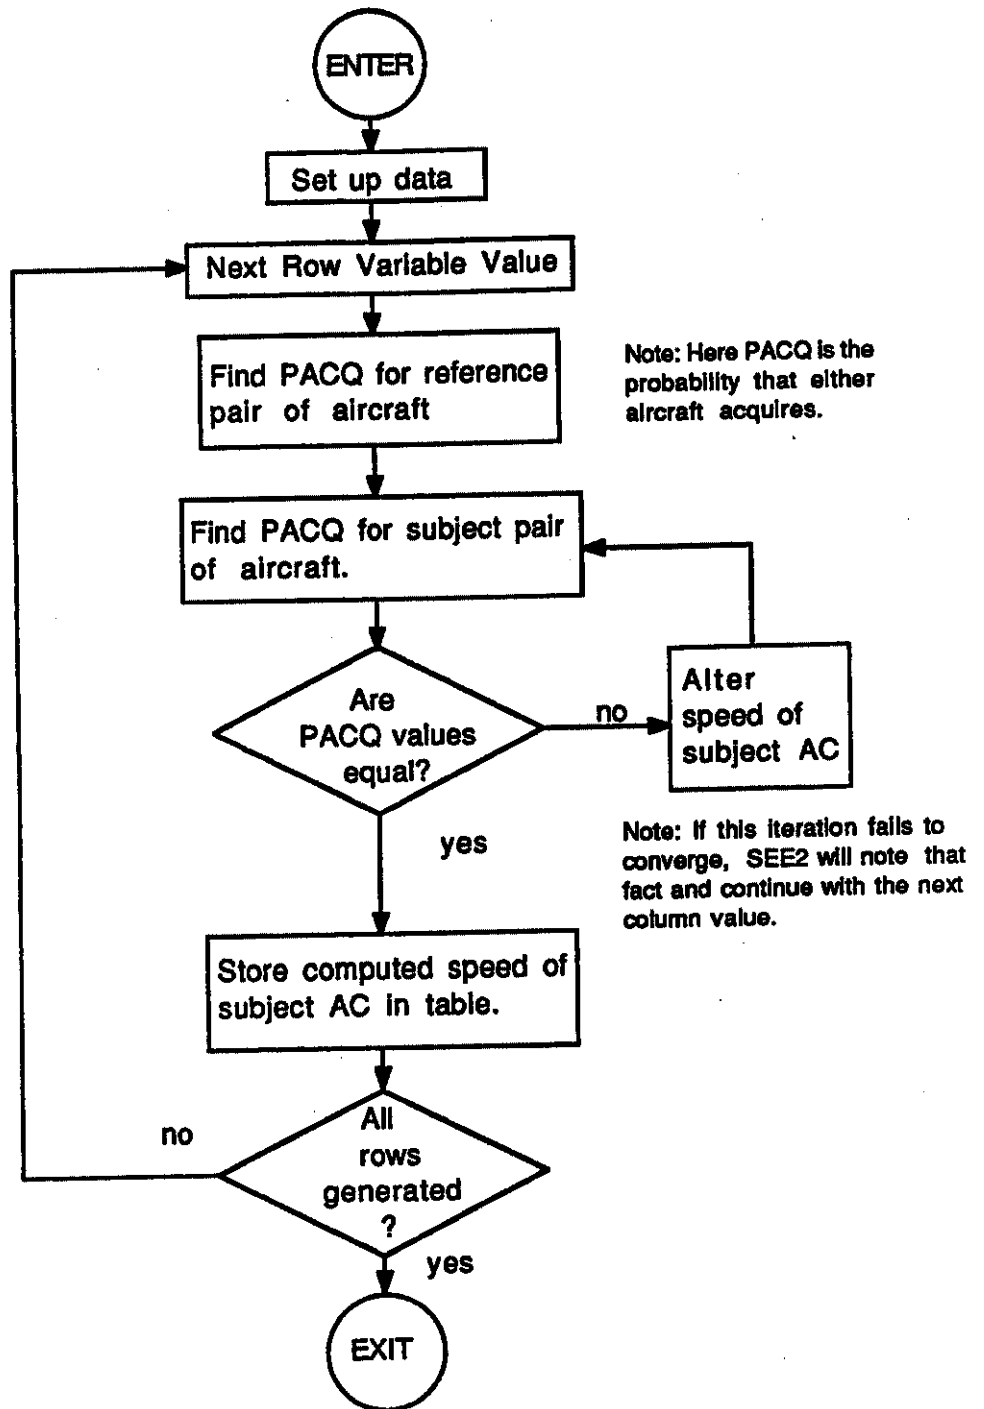 ENTER
Set up data
Next Row Variable Value
Find PACQ for reference
pair of aircraft
Note: Here PACQ is the
probability that either
aircraft acquires.
Find PACQ for subject pair
of aircraft.
Are
PACQ values
equal?
no
Alter
speed of
subject AC
yes
Note: If this iteration fails to
converge, SEE2 will note that
fact and continue with the next
column value.
Store computed speed of
subject AC in table.
no
All
rows
generated
?
yes
EXIT